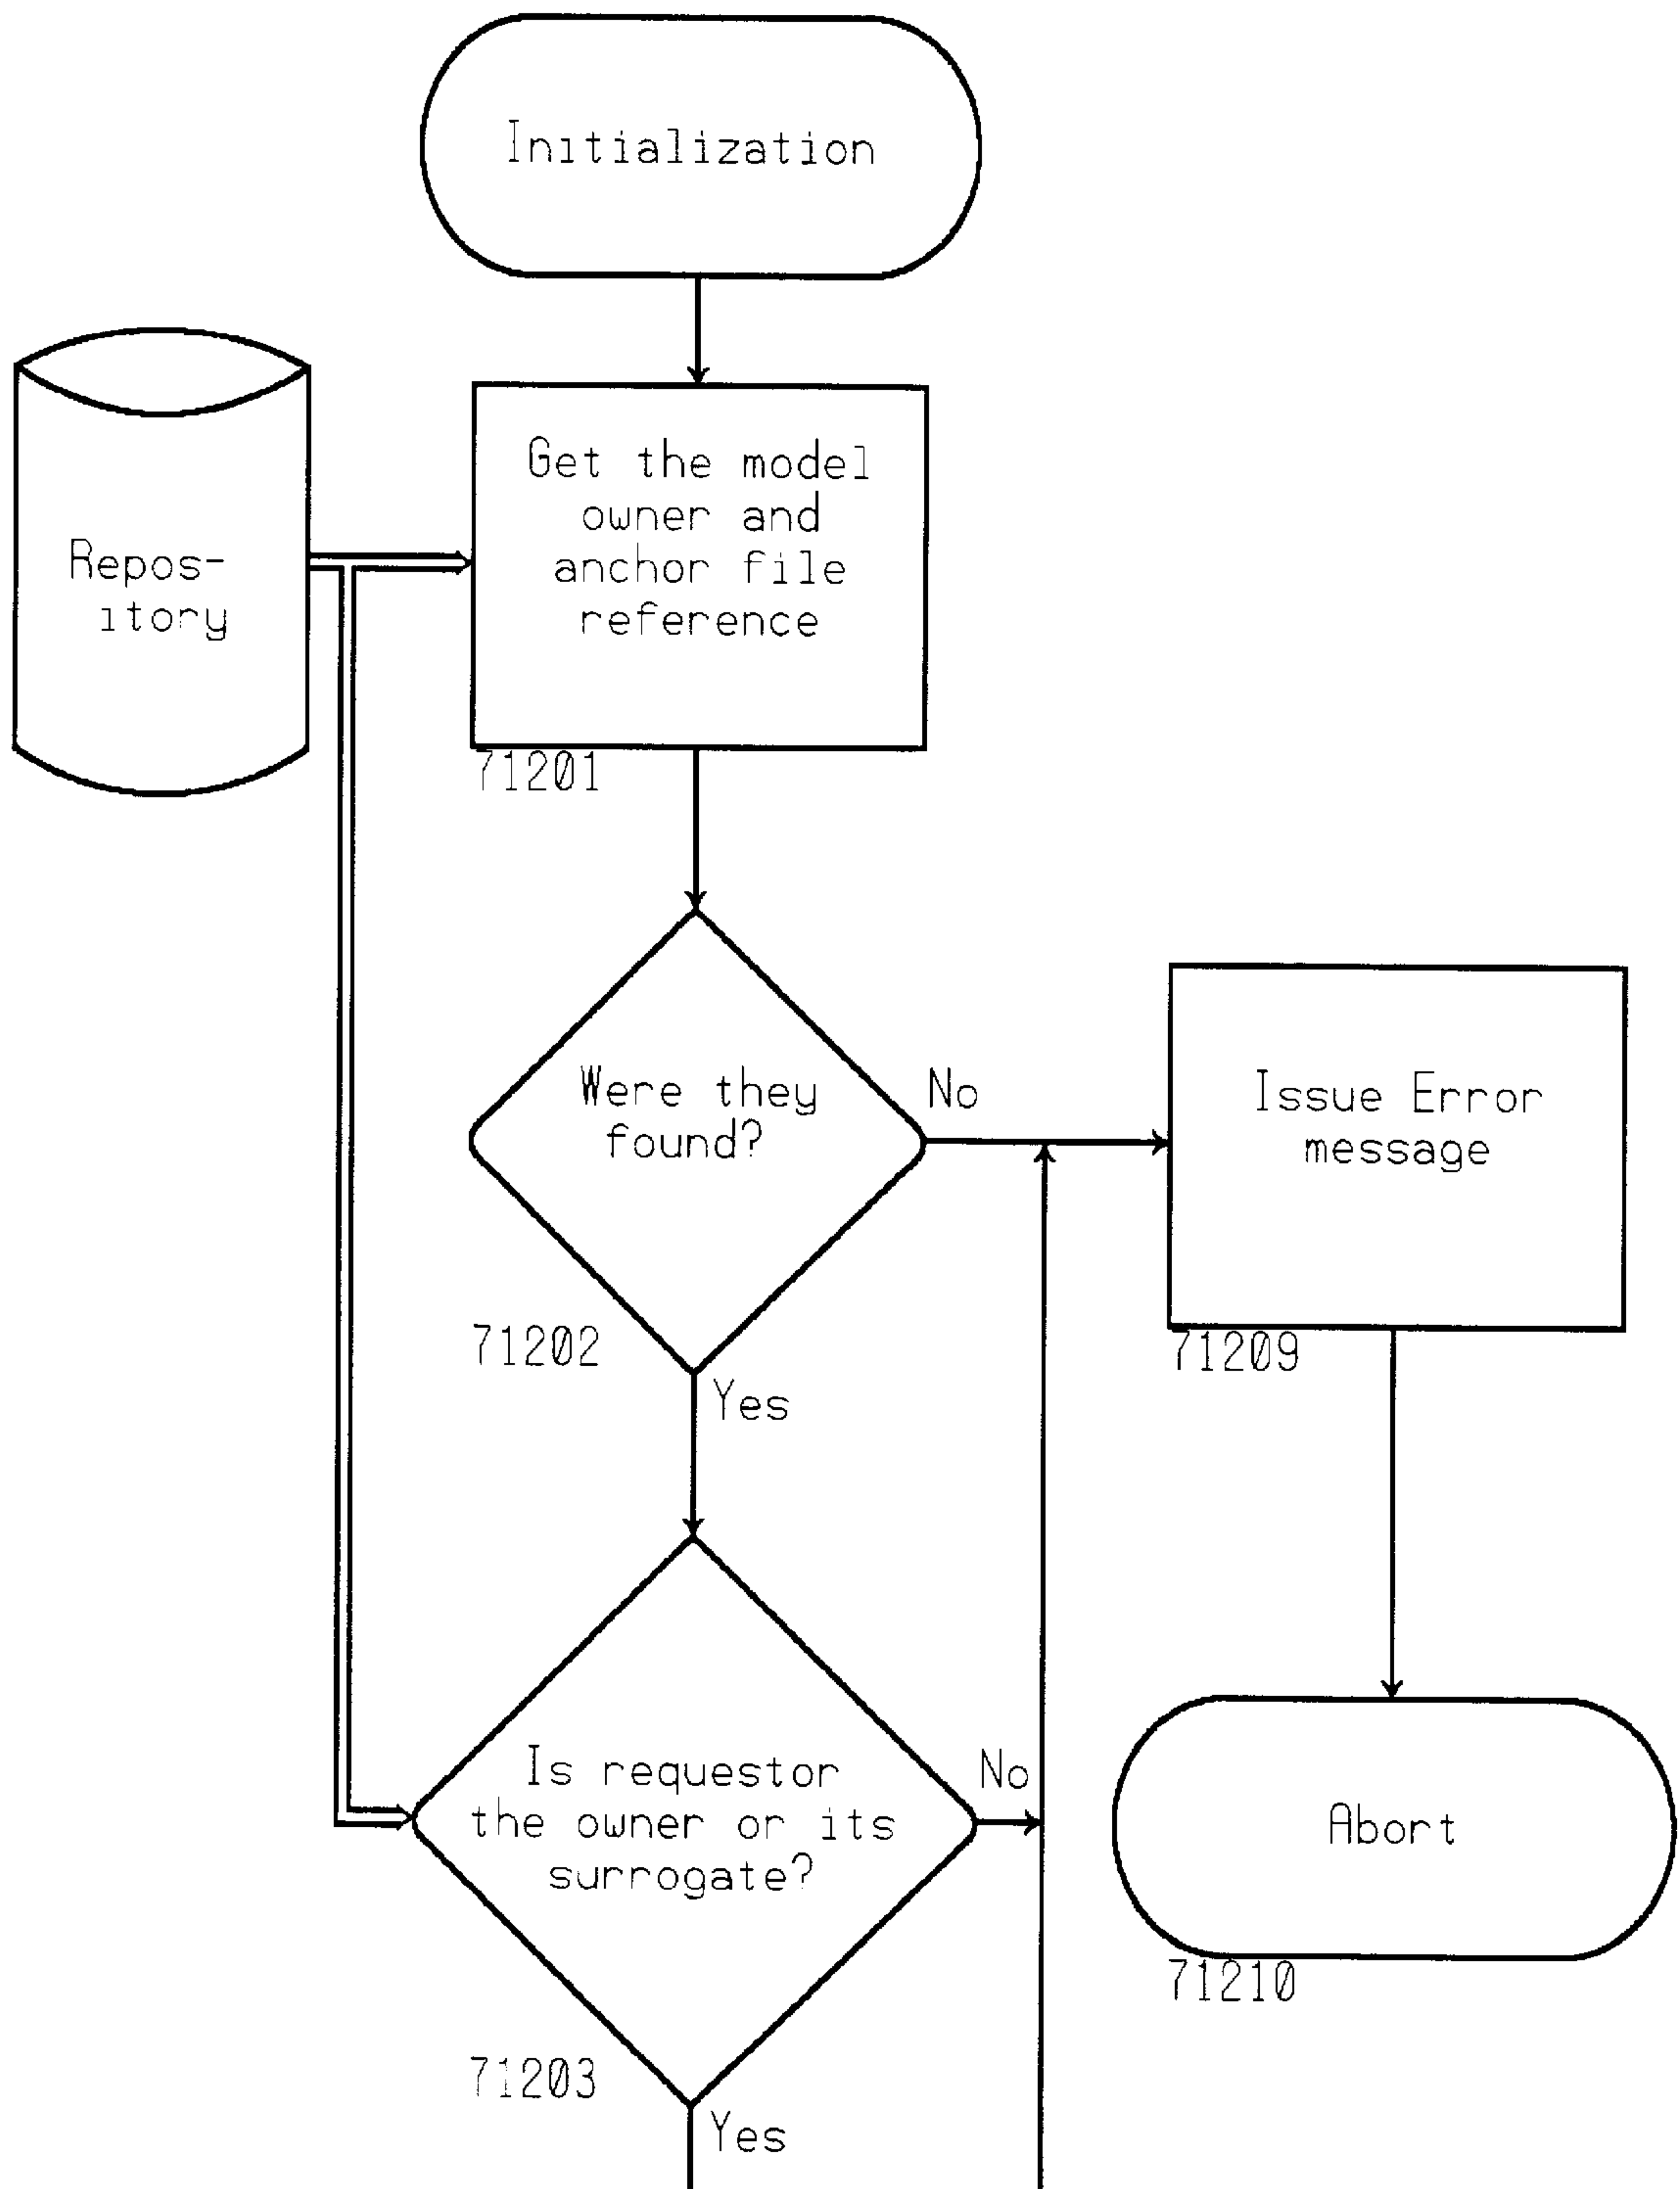 Initialization
Get the model
owner and
anchor file
reference
Repos-
itory
71201
Were they
found?
No
Issue Error
message
71202
71209
Yes
Is requestor
the owner or its
surrogate?
No
Abort
71210
71203
Yes